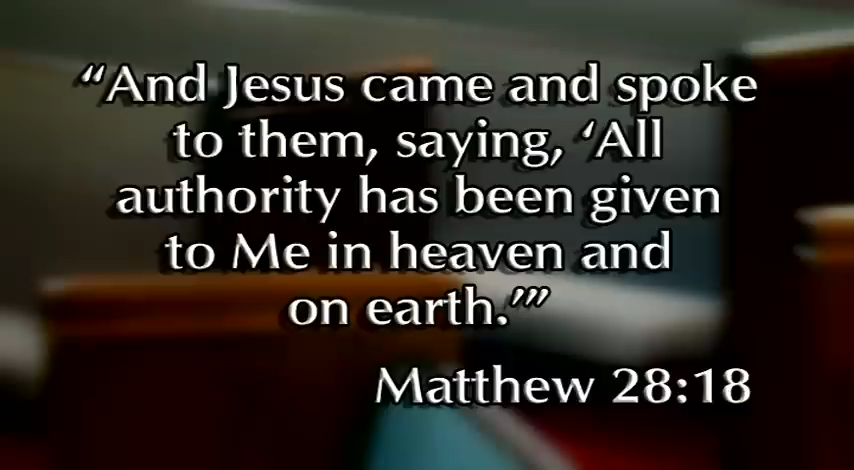 “And Jesus came and spoke
to them, saying, ‘All
authority has been given
to Me in heaven and
on earth.’”
Matthew 28:18